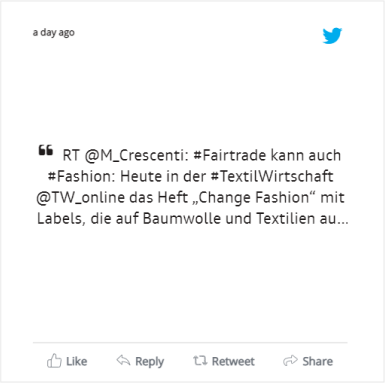 a day ago
❝ RT @M_Crescenti: #Fairtrade kann auch
#Fashion: Heute in der #TextilWirtschaft
@TW_online das Heft „Change Fashion“ mit
Labels, die auf Baumwolle und Textilien au...
Like Reply Retweet Share